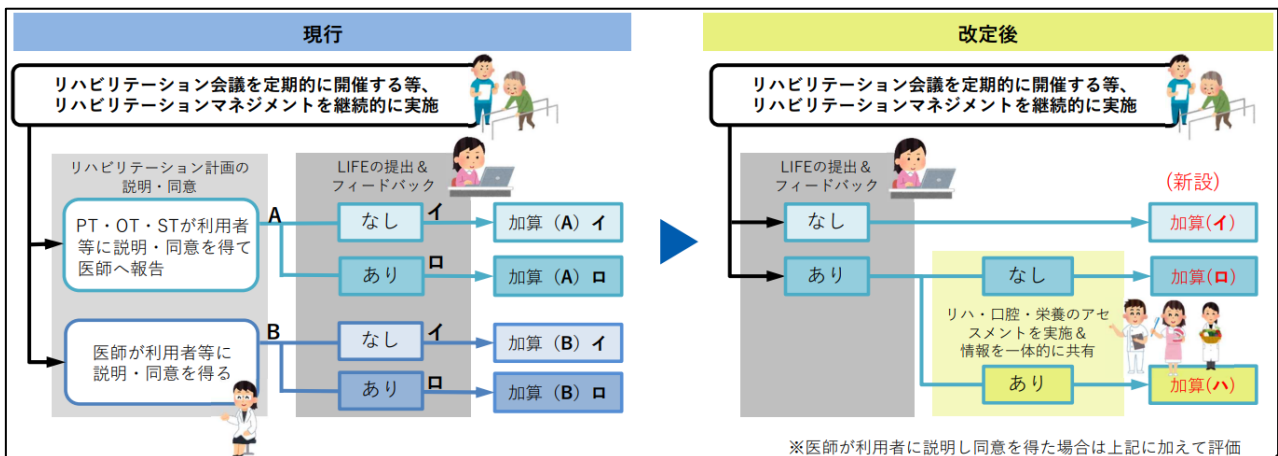 現行
リハビリテーション会議を定期的に開催する等、
リハビリテーションマネジメントを継続的に実施
リハビリテーション計画の
説明・同意
LIFEの提出＆
フィードバック
PT・OT・STが利用者
等に説明・同意を得て
医師へ報告
A
なし
イ
加算（A）イ
あり
ロ
加算（A）ロ
医師が利用者等に
説明・同意を得る
B
なし
イ
加算（B）イ
あり
ロ
加算（B）ロ
改定後
リハビリテーション会議を定期的に開催する等、
リハビリテーションマネジメントを継続的に実施
LIFEの提出＆
フィードバック
(新設)
なし
加算(イ)
あり
なし
加算(ロ)
リハ・口腔・栄養のアセ
スメントを実施＆
情報を一体的に共有
あり
加算(ハ)
※医師が利用者に説明し同意を得た場合は上記に加えて評価